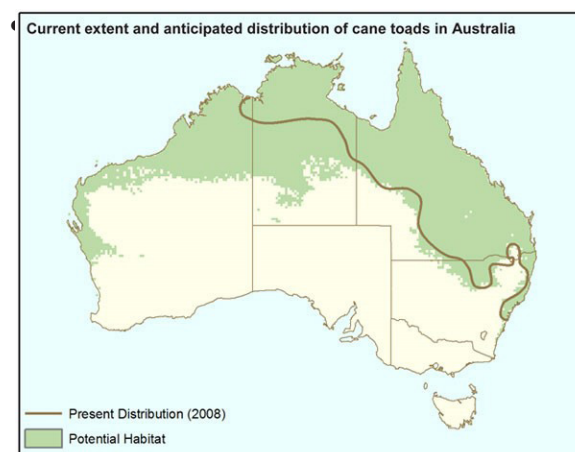 Current extent and anticipated distribution of cane toads in Australia
Present Distribution (2008)
Potential Habitat